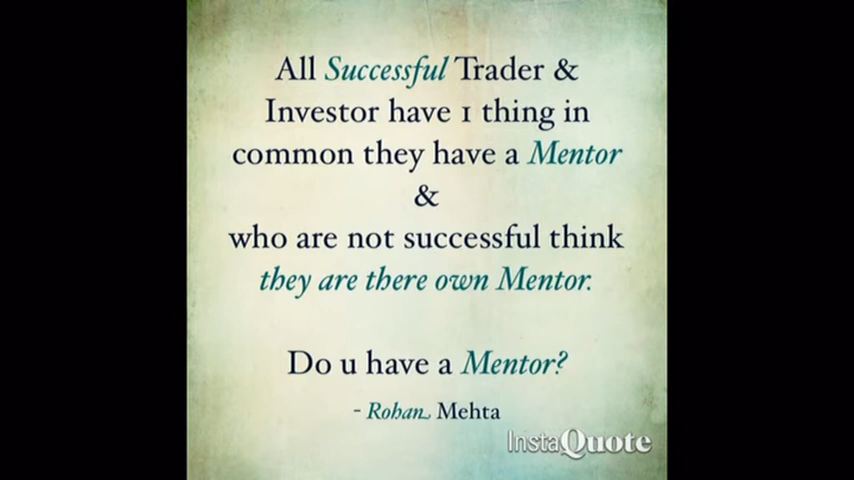 All Successful Trader &
Investor have 1 thing in
common they have a Mentor
&
who are not successful think
they are there own Mentor.
Do u have a Mentor?
- Rohan Mehta
InstaQuote